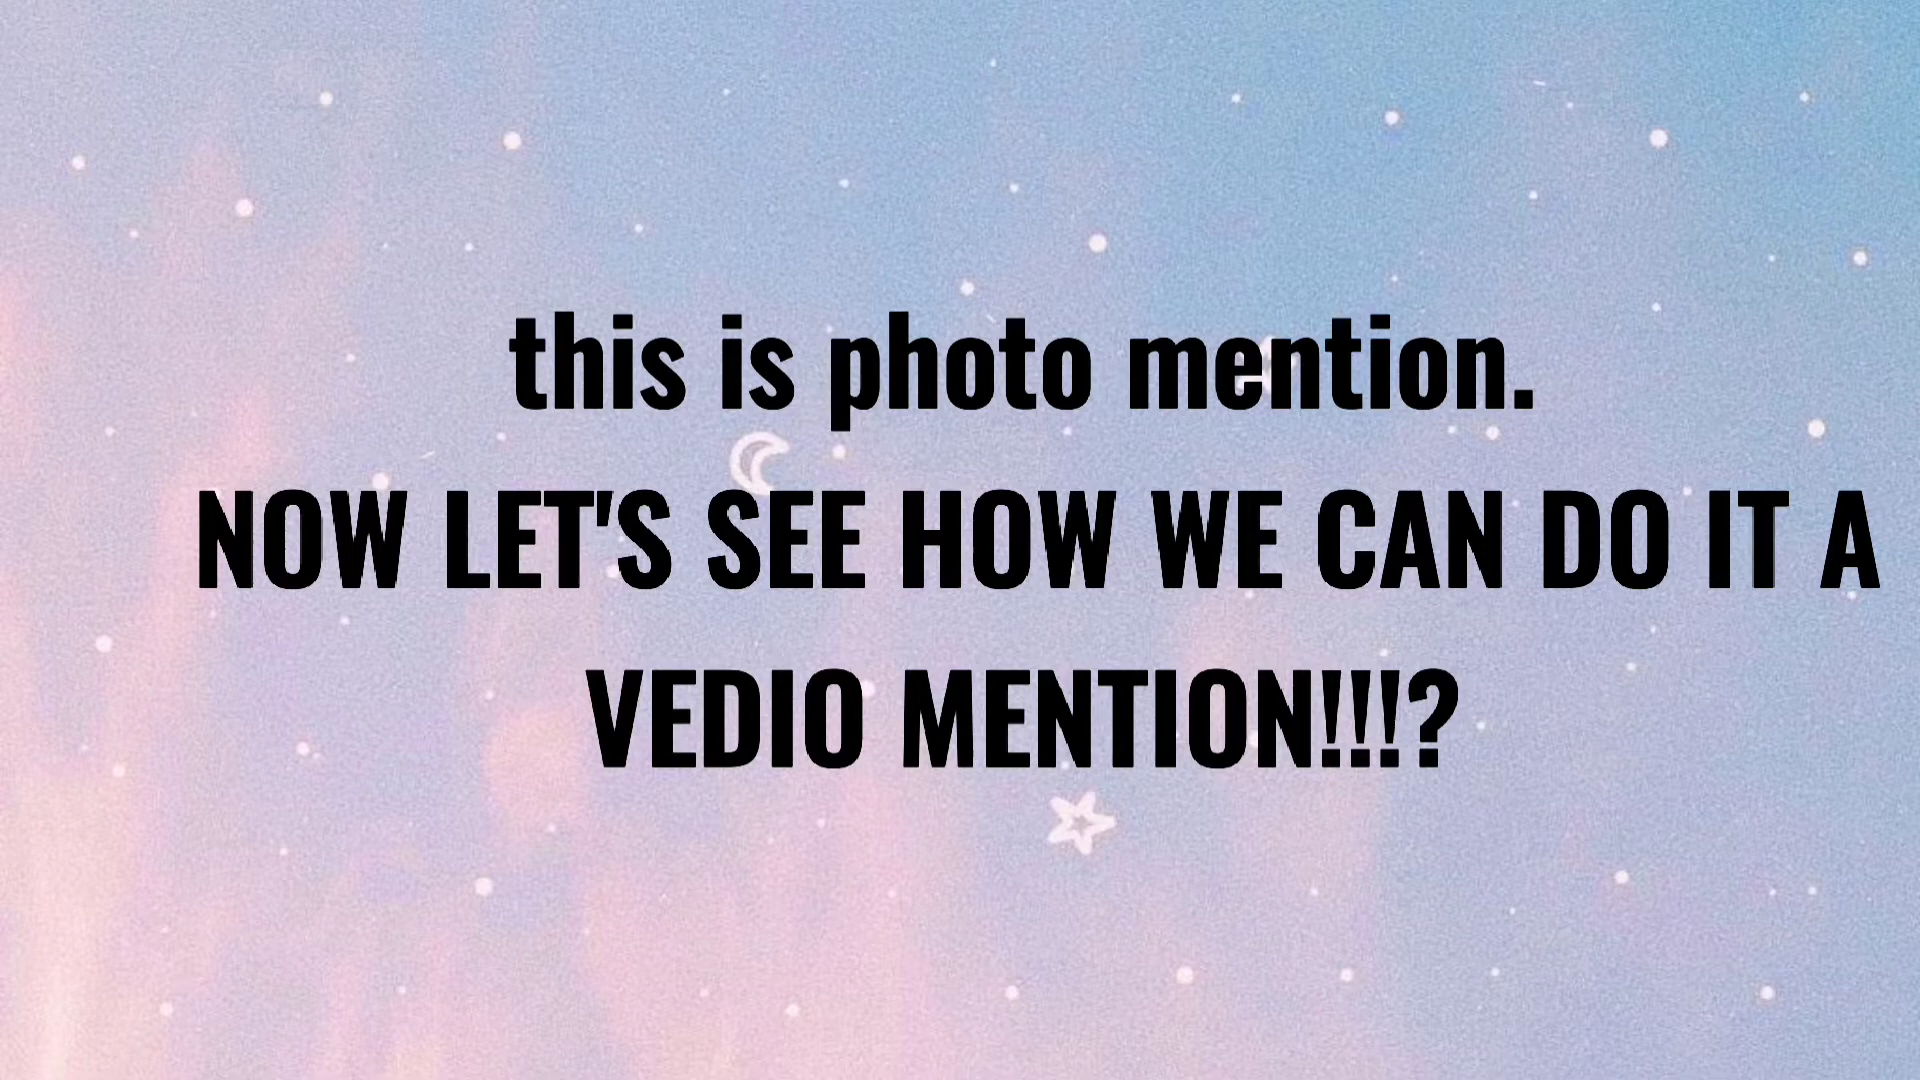 this is photo mention.
NOW LET'S SEE HOW WE CAN DO IT A
VEDIO MENTION!!!?